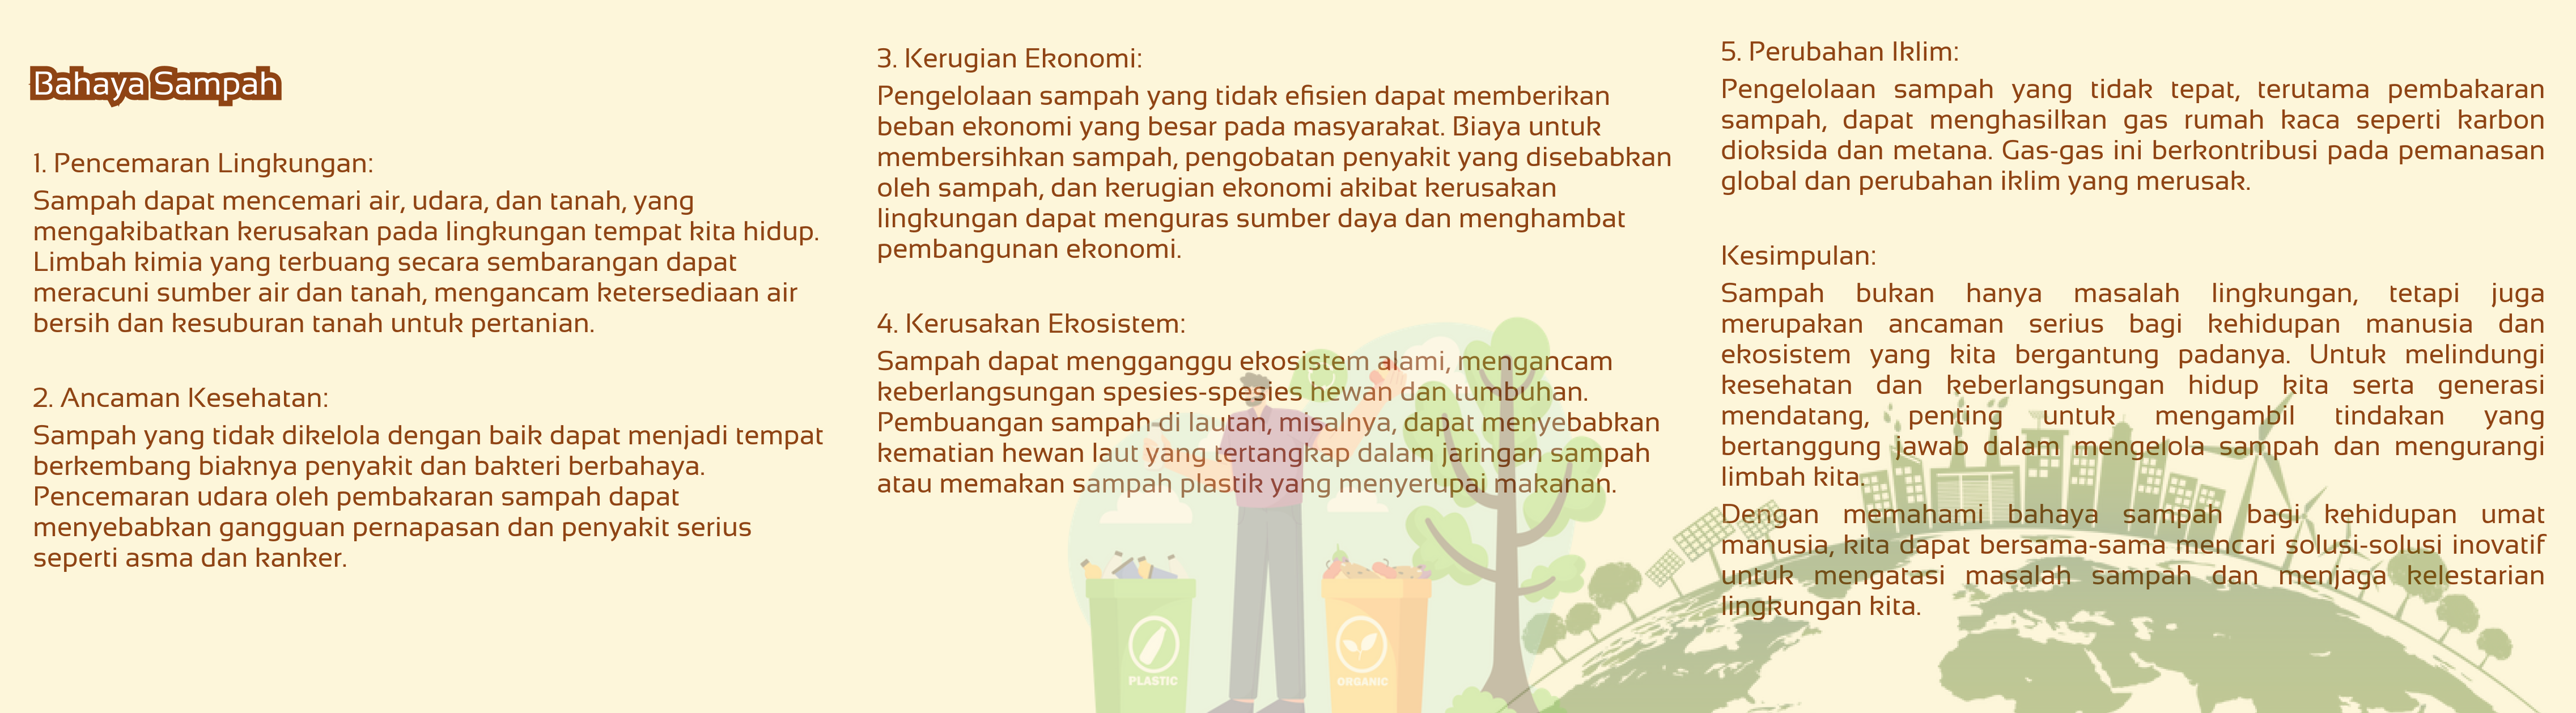 Bahaya Sampah
1. Pencemaran Lingkungan:
Sampah dapat mencemari air, udara, dan tanah, yang
mengakibatkan kerusakan pada lingkungan tempat kita hidup.
Limbah kimia yang terbuang secara sembarangan dapat
meracuni sumber air dan tanah, mengancam ketersediaan air
bersih dan kesuburan tanah untuk pertanian.
2. Ancaman Kesehatan:
Sampah yang tidak dikelola dengan baik dapat menjadi tempat
berkembang biaknya penyakit dan bakteri berbahaya.
Pencemaran udara oleh pembakaran sampah dapat
menyebabkan gangguan pernapasan dan penyakit serius
seperti asma dan kanker.
3. Kerugian Ekonomi:
Pengelolaan sampah yang tidak efisien dapat memberikan
beban ekonomi yang besar pada masyarakat. Biaya untuk
membersihkan sampah, pengobatan penyakit yang disebabkan
oleh sampah, dan kerugian ekonomi akibat kerusakan
lingkungan dapat menguras sumber daya dan menghambat
pembangunan ekonomi.
4. Kerusakan Ekosistem:
Sampah dapat mengganggu ekosistem alami, mengancam
keberlangsungan spesies-spesies hewan dan tumbuhan.
Pembuangan sampah di lautan, misalnya, dapat menyebabkan
kematian hewan laut yang tertangkap dalam jaringan sampah
atau memakan sampah plastik yang menyerupai makanan.
PLASTIC
ORGANIC
5. Perubahan Iklim:
Pengelolaan sampah yang tidak tepat, terutama pembakaran
sampah, dapat menghasilkan gas rumah kaca seperti karbon
dioksida dan metana. Gas-gas ini berkontribusi pada pemanasan
global dan perubahan iklim yang merusak.
Kesimpulan:
Sampah bukan hanya masalah lingkungan, tetapi juga
merupakan ancaman serius bagi kehidupan manusia dan
ekosistem yang kita bergantung padanya. Untuk melindungi
kesehatan dan keberlangsungan hidup kita serta generasi
mendatang, penting untuk mengambil tindakan yang
bertanggung jawab dalam mengelola sampah dan mengurangi
limbah kita.
Dengan memahami bahaya sampah bagi kehidupan umat
manusia, kita dapat bersama-sama mencari solusi-solusi inovatif
untuk mengatasi masalah sampah dan menjaga kelestarian
lingkungan kita.